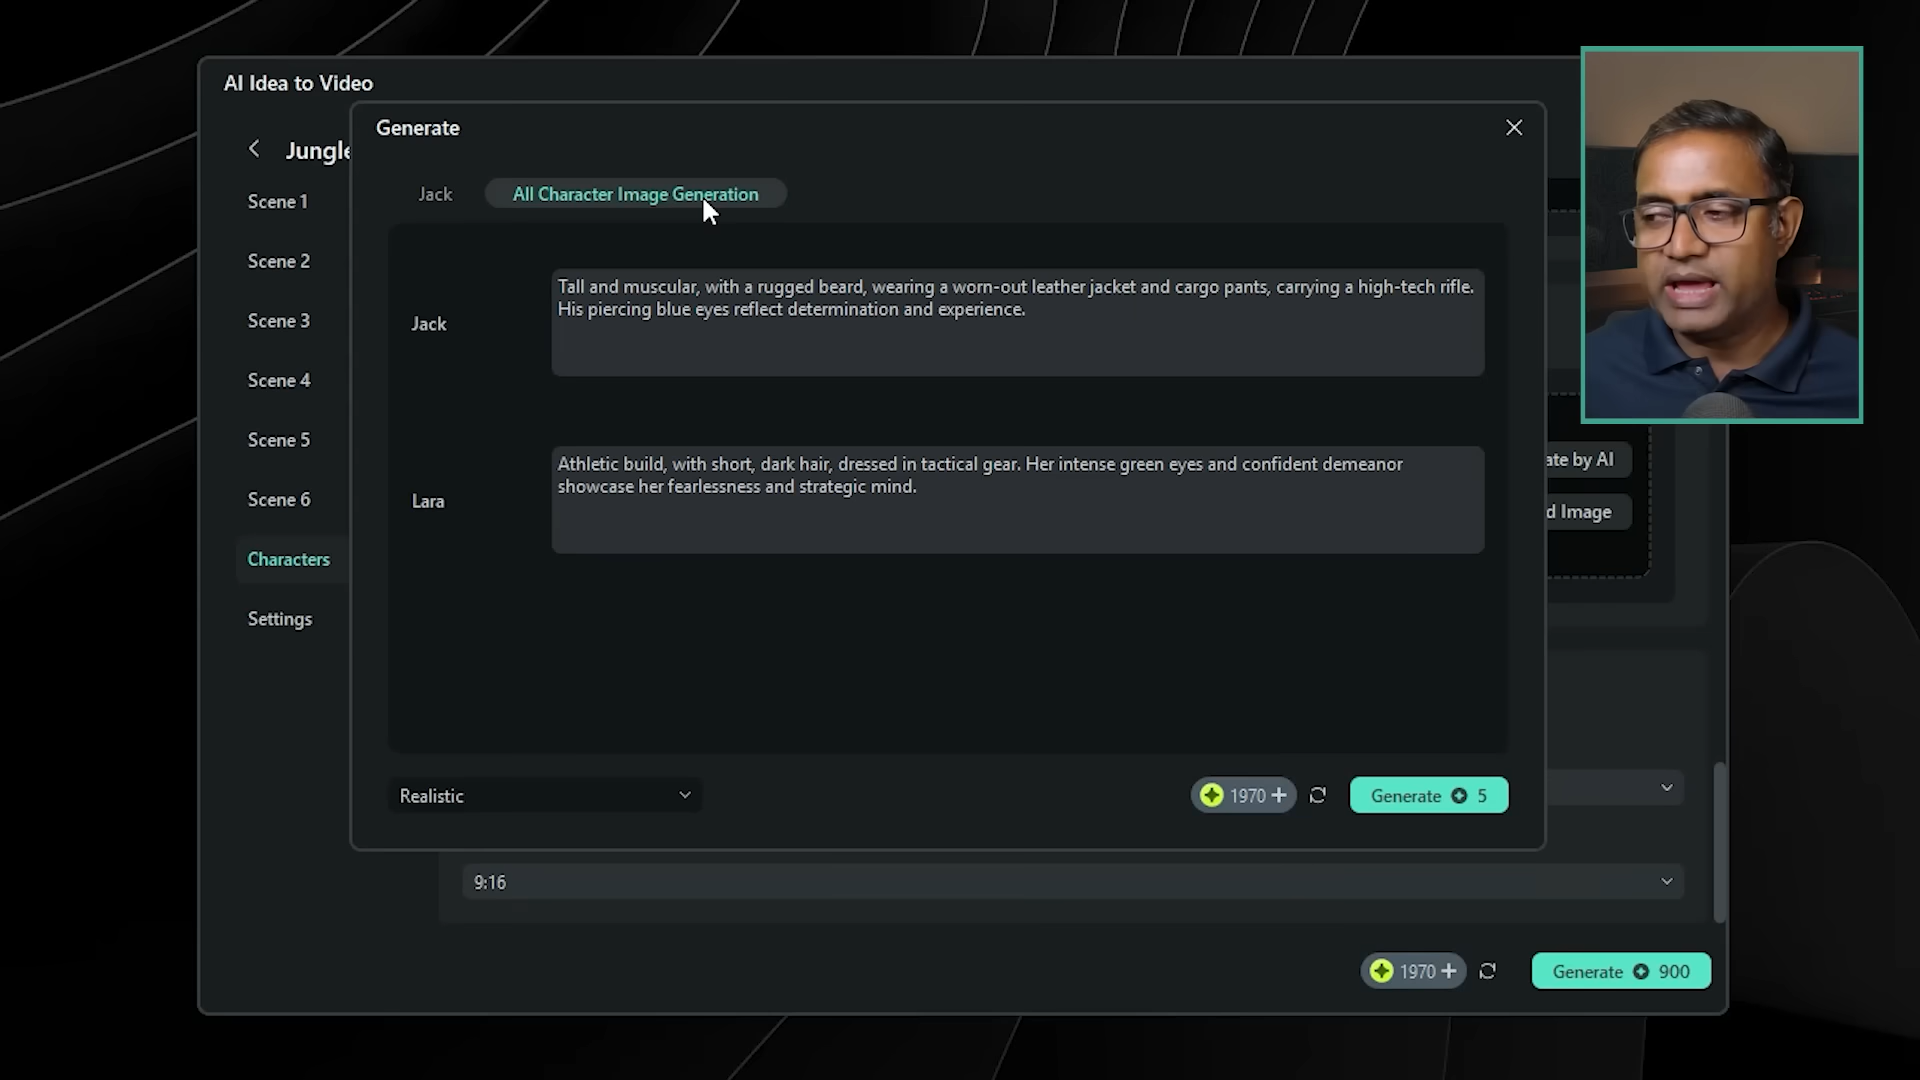 AI Idea to Video
Generate
Jungle
Jack
All Character Image Generation
Scene 1
Scene 2
Scene 3
Scene 4
Scene 5
Scene 6
Characters
Settings
Jack
Tall and muscular, with a rugged beard, wearing a worn-out leather jacket and cargo pants, carrying a high-tech rifle.
His piercing blue eyes reflect determination and experience.
Lara
Athletic build, with short, dark hair, dressed in tactical gear. Her intense green eyes and confident demeanor
showcase her fearlessness and strategic mind.
ate by AI
d Image
Realistic
1970
Generate 5
9:16
1970
Generate 900